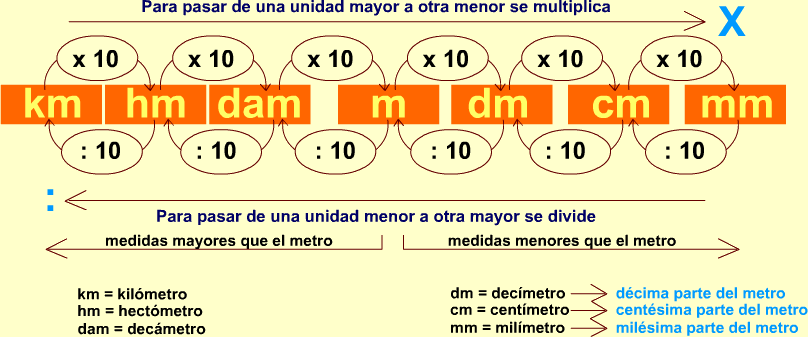 Para pasar de una unidad mayor a otra menor se multiplica
X
x 10 x 10 x 10 x 10 x 10 x 10
km hm dam m dm cm mm
: 10 : 10 : 10 : 10 : 10 : 10
:
Para pasar de una unidad menor a otra mayor se divide
medidas mayores que el metro medidas menores que el metro
km = kilómetro dm = decímetro décima parte del metro
hm = hectómetro cm = centímetro centésima parte del metro
dam = decámetro mm = milímetro milésima parte del metro